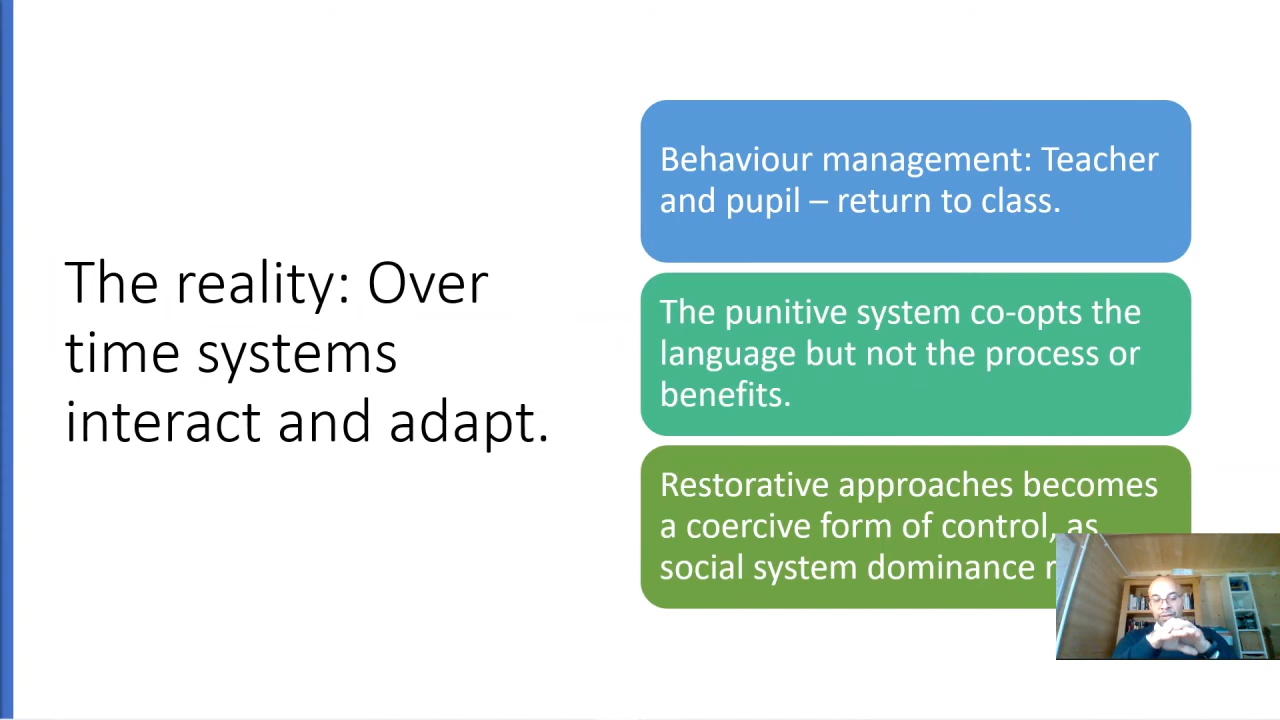 The reality: Over
time systems
interact and adapt.
Behaviour management: Teacher
and pupil – return to class.
The punitive system co-opts the
language but not the process or
benefits.
Restorative approaches becomes
a coercive form of control, as
social system dominance